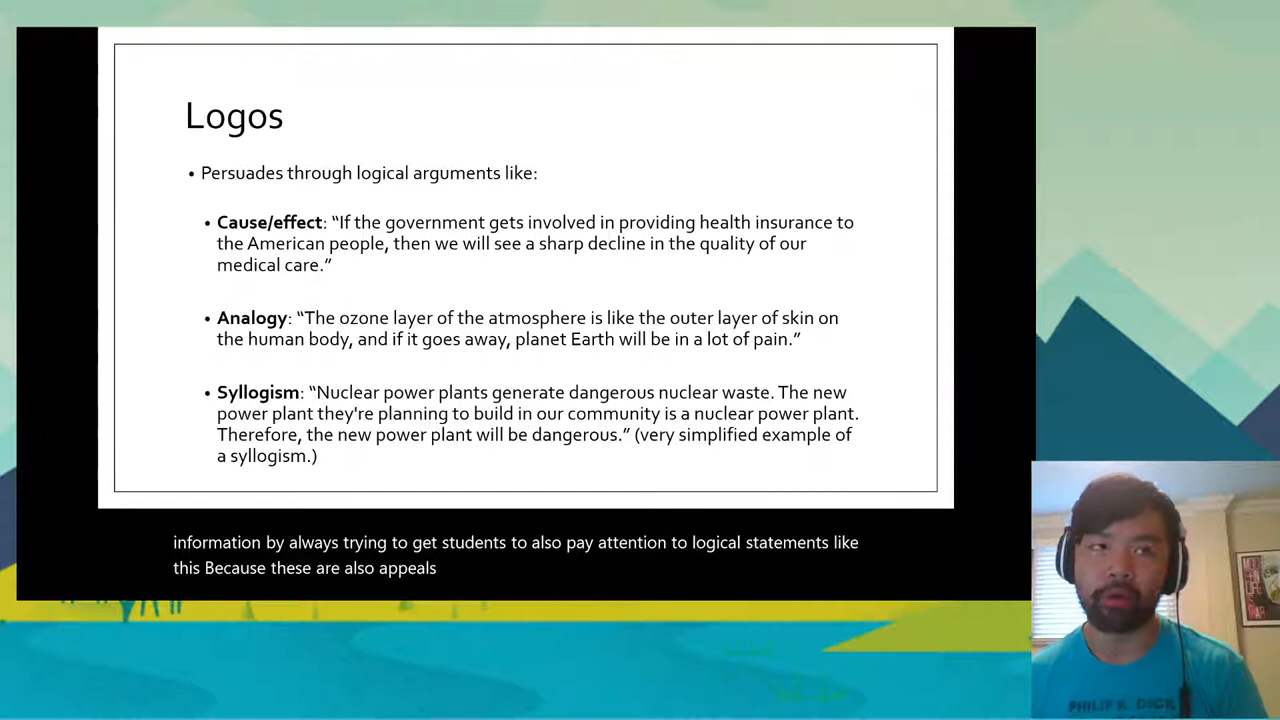 Logos
• Persuades through logical arguments like:
• Cause/effect: “If the government gets involved in providing health insurance to
the American people, then we will see a sharp decline in the quality of our
medical care.”
• Analogy: “The ozone layer of the atmosphere is like the outer layer of skin on
the human body, and if it goes away, planet Earth will be in a lot of pain.”
• Syllogism: “Nuclear power plants generate dangerous nuclear waste. The new
power plant they're planning to build in our community is a nuclear power plant.
Therefore, the new power plant will be dangerous.” (very simplified example of
a syllogism.)
information by always trying to get students to also pay attention to logical statements like
this Because these are also appeals
PHILIP K. DICK